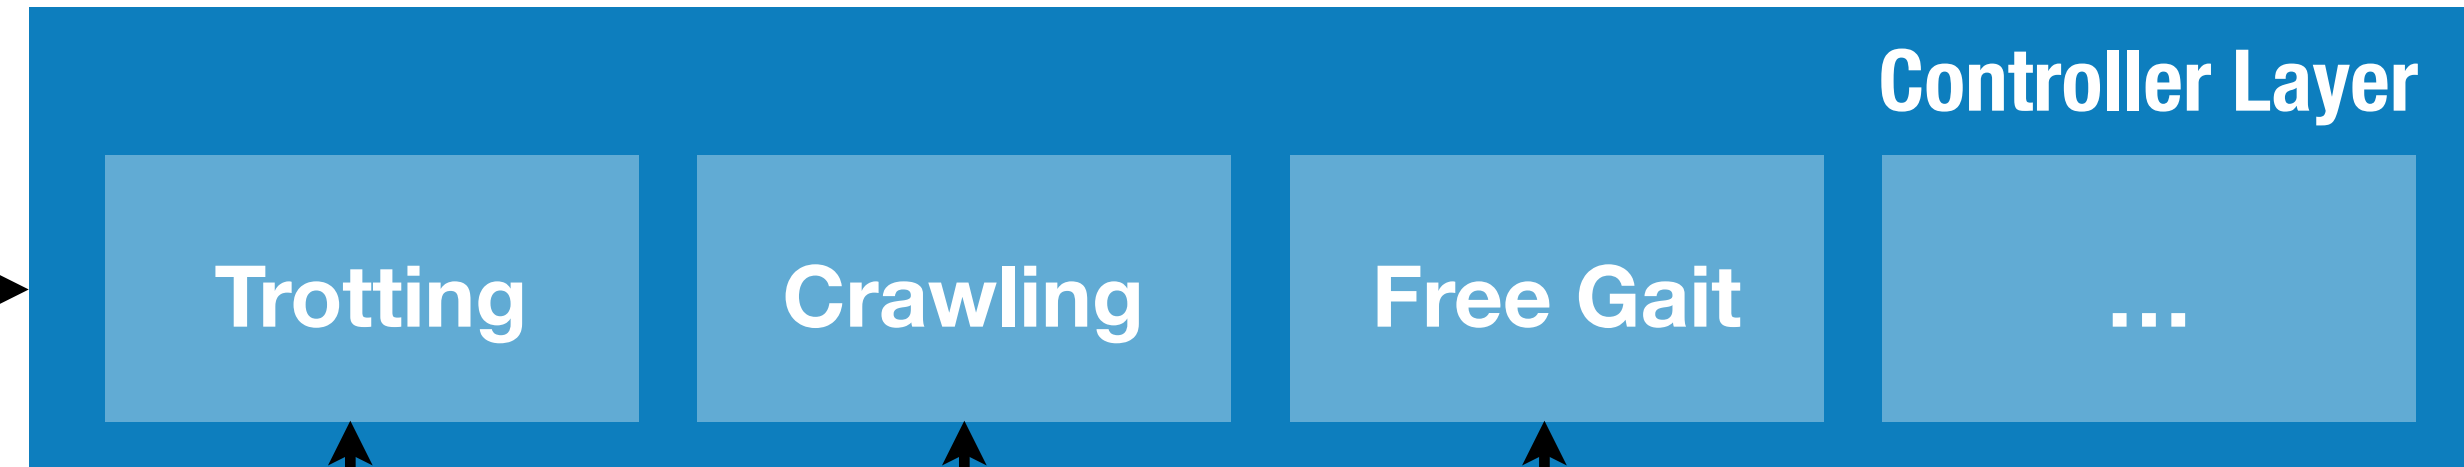 Controller Layer
Trotting
Crawling
Free Gait
...